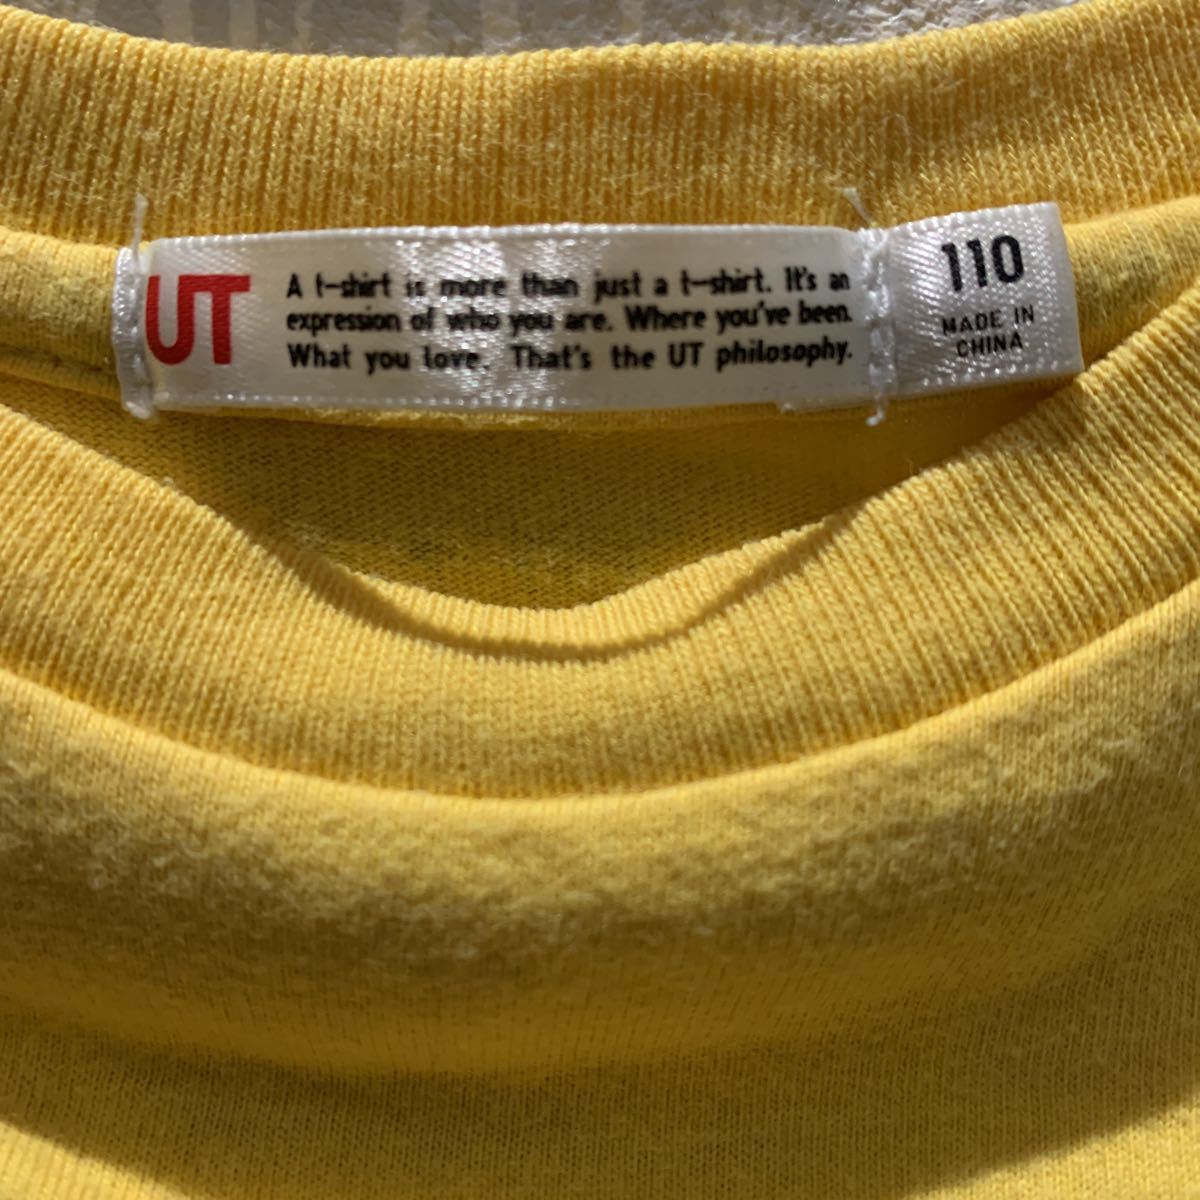 UT
A t-shirt is more than just a t-shirt. It's an
expression of who you are. Where you've been.
What you love. That's the UT philosophy.
110
MADE IN
CHINA